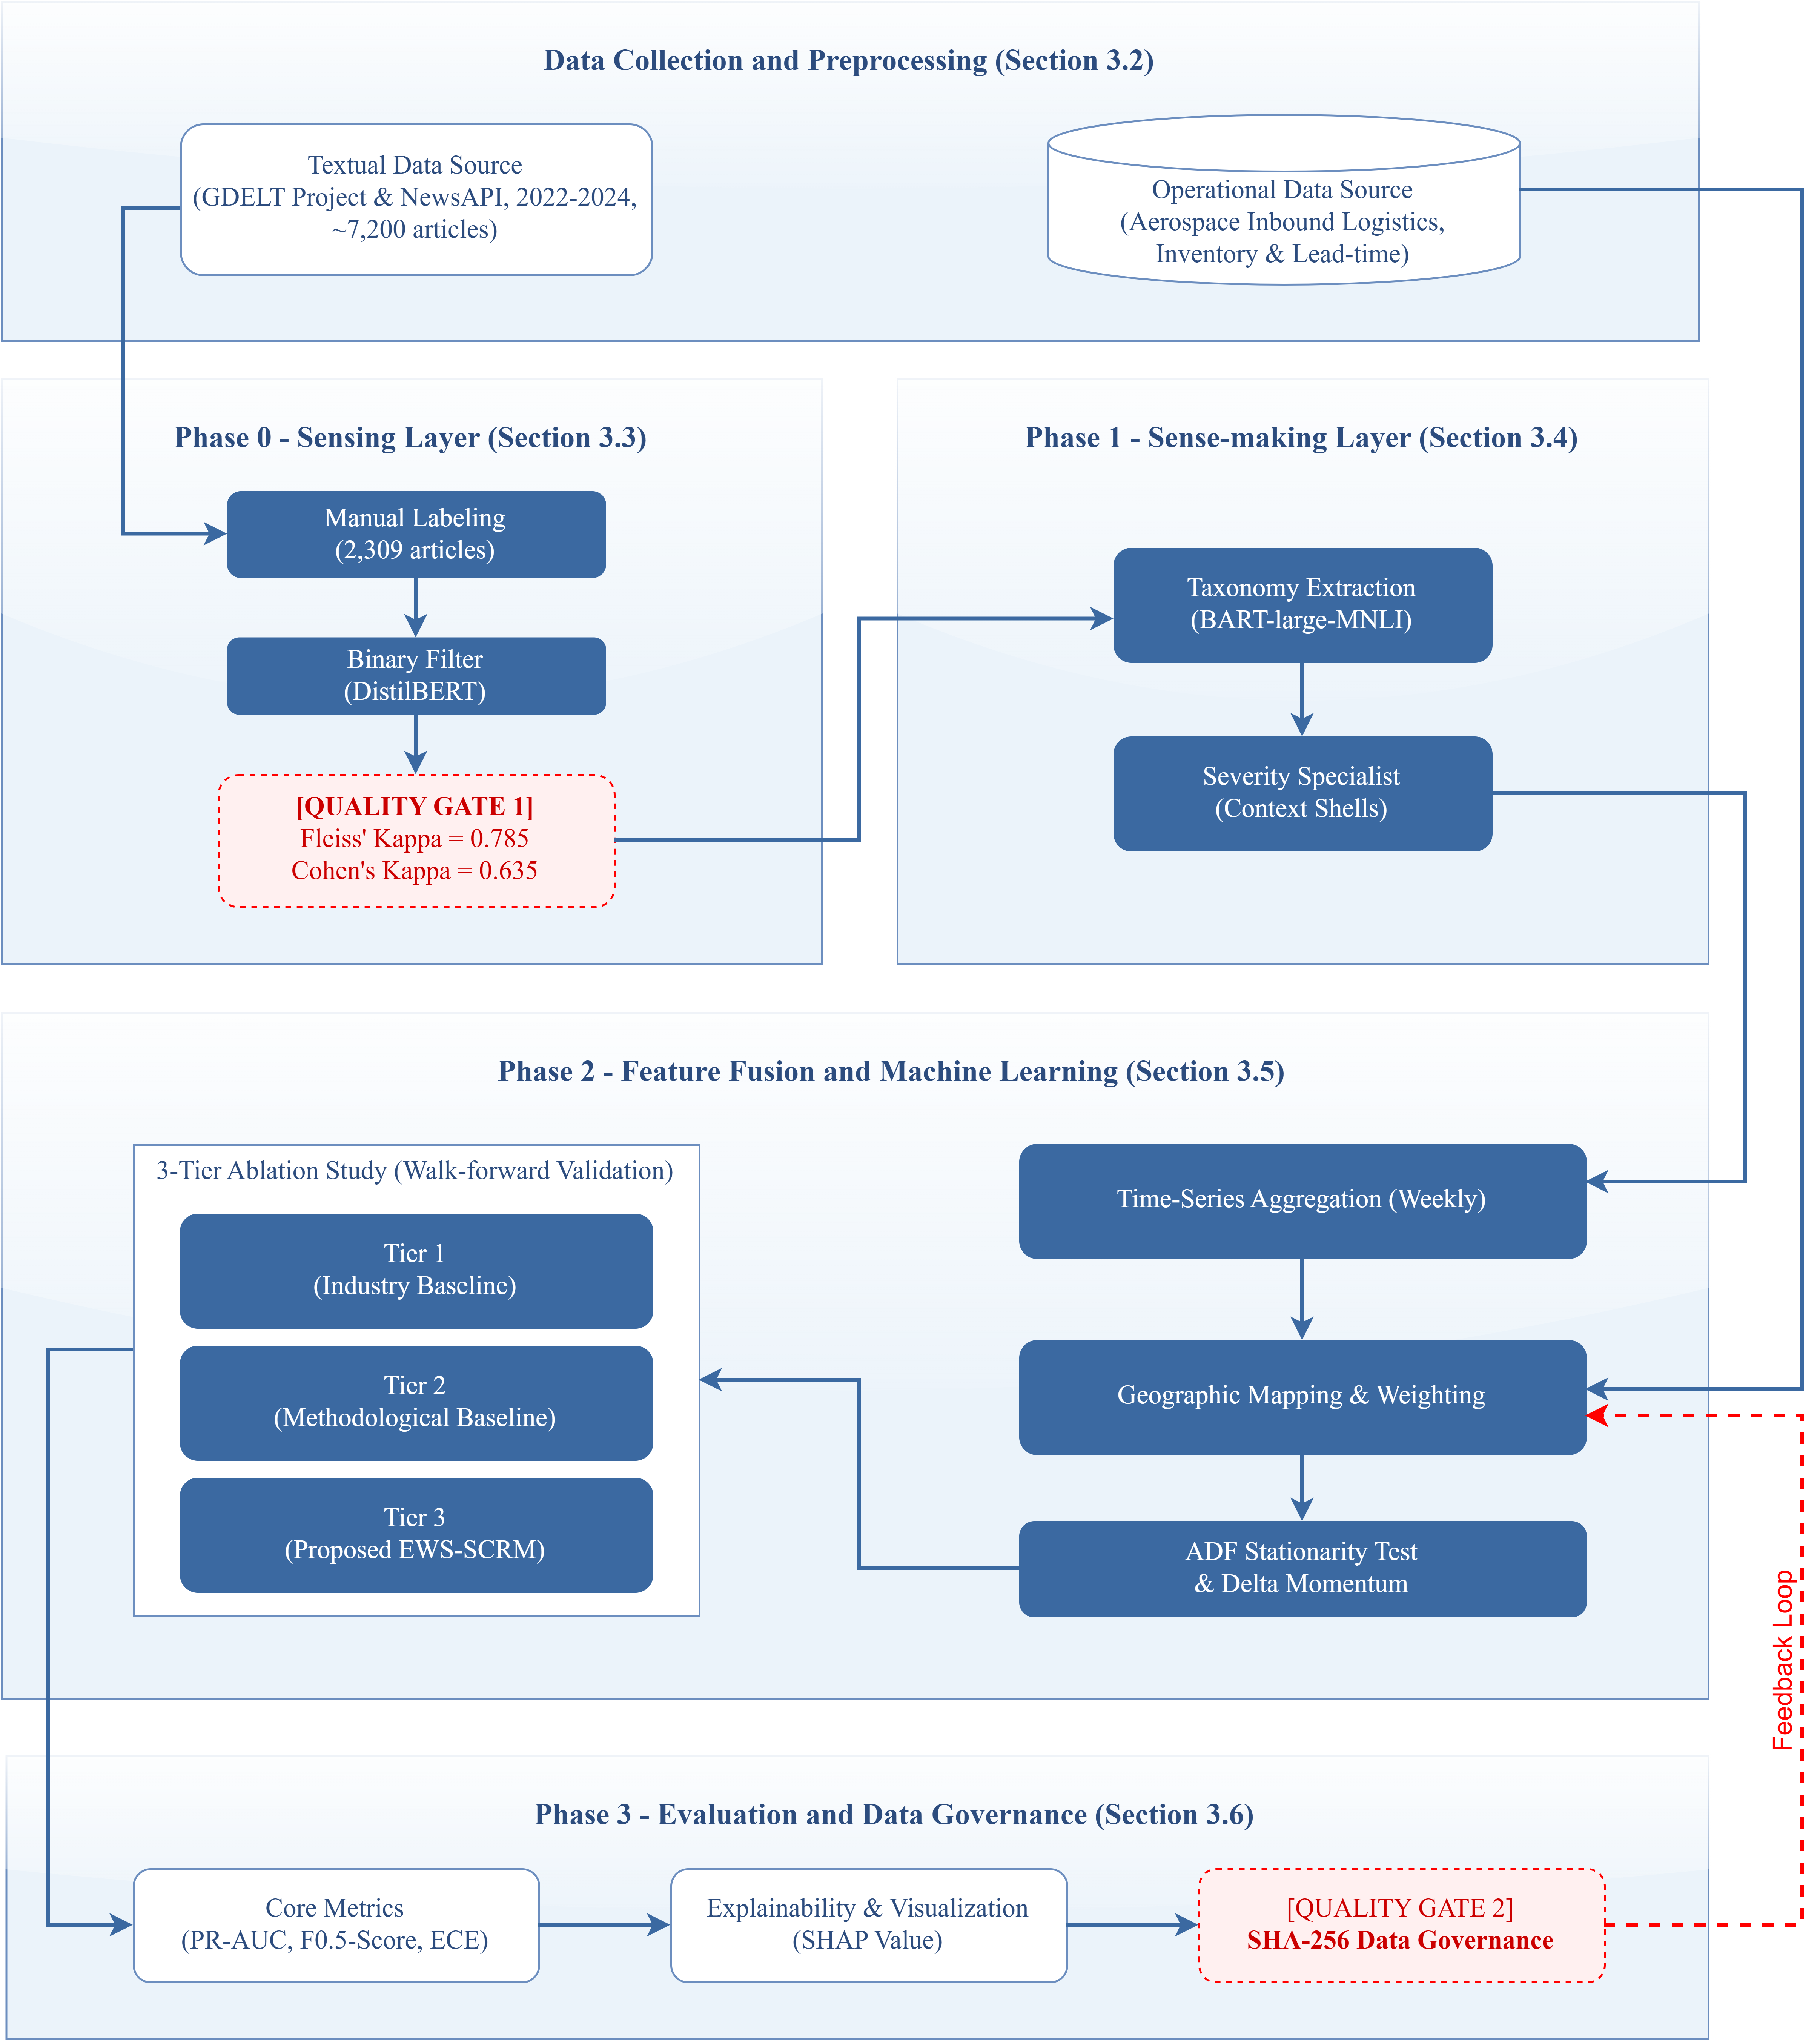 Data Collection and Preprocessing (Section 3.2)
Textual Data Source
(GDELT Project & NewsAPI, 2022-2024,
~7,200 articles)
Operational Data Source
(Aerospace Inbound Logistics,
Inventory & Lead-time)
Phase 0 - Sensing Layer (Section 3.3)
Manual Labeling
(2,309 articles)
Binary Filter
(DistilBERT)
[QUALITY GATE 1]
Fleiss' Kappa = 0.785
Cohen's Kappa = 0.635
Phase 1 - Sense-making Layer (Section 3.4)
Taxonomy Extraction
(BART-large-MNLI)
Severity Specialist
(Context Shells)
Phase 2 - Feature Fusion and Machine Learning (Section 3.5)
3-Tier Ablation Study (Walk-forward Validation)
Tier 1
(Industry Baseline)
Tier 2
(Methodological Baseline)
Tier 3
(Proposed EWS-SCRM)
Time-Series Aggregation (Weekly)
Geographic Mapping & Weighting
ADF Stationarity Test
& Delta Momentum
Feedback Loop
Phase 3 - Evaluation and Data Governance (Section 3.6)
Core Metrics
(PR-AUC, F0.5-Score, ECE)
Explainability & Visualization
(SHAP Value)
[QUALITY GATE 2]
SHA-256 Data Governance